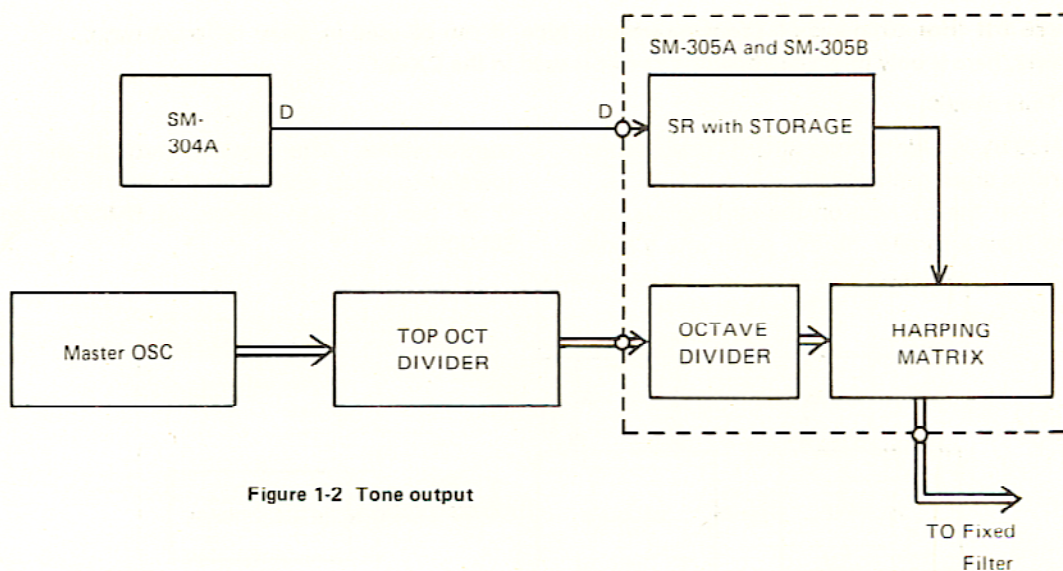 SM-305A and SM-305B
SM-
304A
D
D
SR with STORAGE
Master OSC
TOP OCT
DIVIDER
OCTAVE
DIVIDER
HARPING
MATRIX
Figure 1-2 Tone output
TO Fixed
Filter